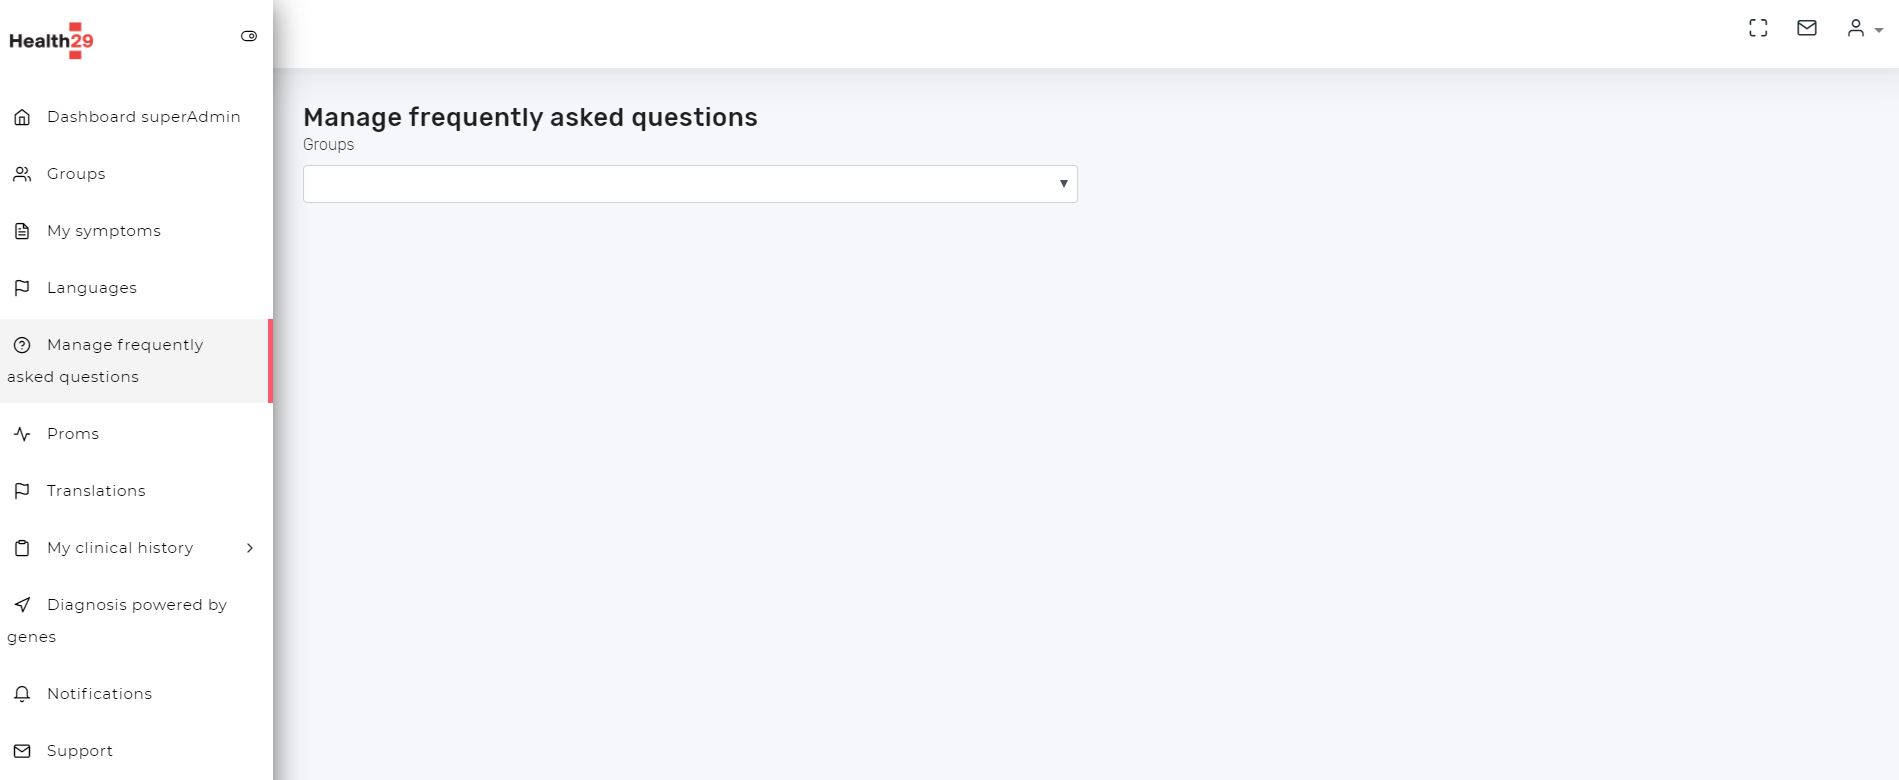 Health29
Dashboard superAdmin
Groups
My symptoms
Languages
Manage frequently
asked questions
Proms
Translations
My clinical history
Diagnosis powered by
genes
Notifications
Support
Manage frequently asked questions
Groups